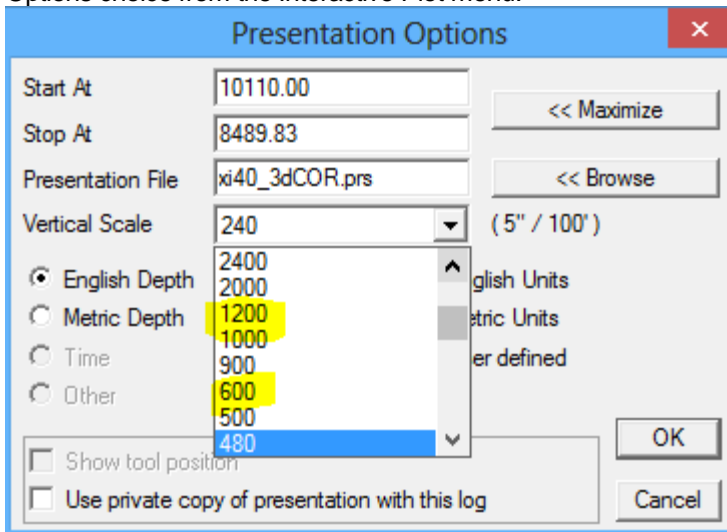 Options choice from the Interactive Plot menu.
Presentation Options
Start At 10110.00
<< Maximize
Stop At 8489.83
Presentation File xi40_3dCOR.prs << Browse
Vertical Scale 240 ( 5" / 100' )
2400
English Depth glish Units
2000
Metric Depth 1200 etric Units
1000
Time 900 er defined
Other 600
500
480 OK
Show tool position
Use private copy of presentation with this log Cancel